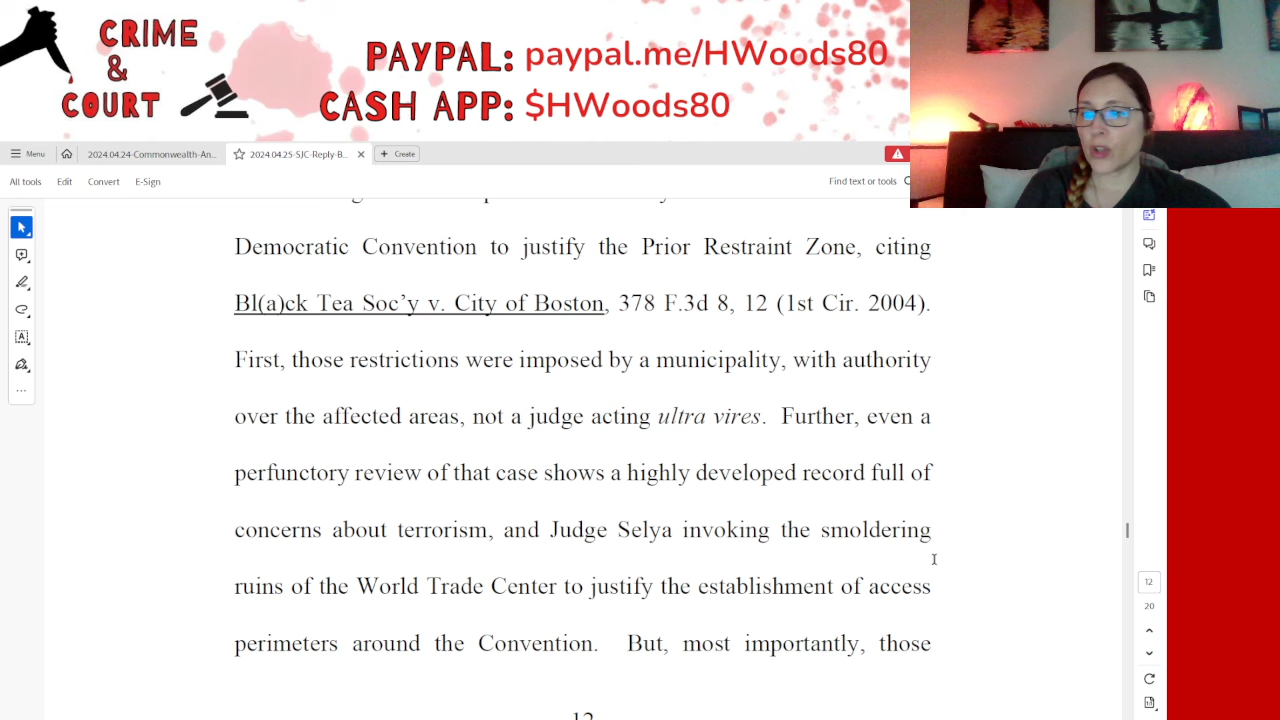 CRIME
&
COURT
PAYPAL: paypal.me/HWoods80
CASH APP: $HWoods80
Menu
2024.04.24-Commonwealth-An...
2024.04.25-SJC-Reply-B...
Create
All tools Edit Convert E-Sign
Find text or tools
Democratic Convention to justify the Prior Restraint Zone, citing
Bl(a)ck Tea Soc’y v. City of Boston, 378 F.3d 8, 12 (1st Cir. 2004).
First, those restrictions were imposed by a municipality, with authority
over the affected areas, not a judge acting ultra vires. Further, even a
perfunctory review of that case shows a highly developed record full of
concerns about terrorism, and Judge Selya invoking the smoldering
ruins of the World Trade Center to justify the establishment of access
perimeters around the Convention. But, most importantly, those
12
12
20